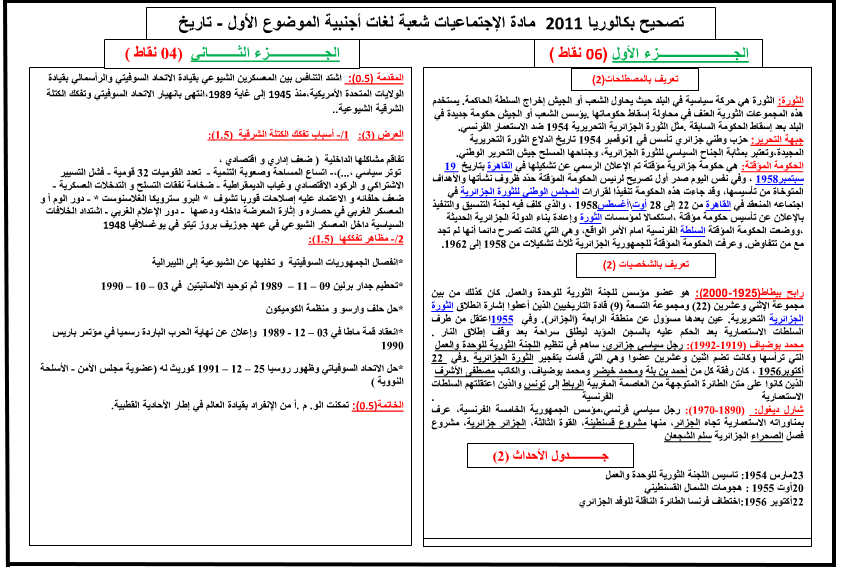 تصحيح بكالوريا 2011 مادة الإجتماعيات شعبة لغات أجنبية الموضوع الأول - تاريخ
الجـــــــــزء الأول (06 نقاط )
تعريف بالمصطلحات(2)
الثورة: الثورة هي حركة سياسية في البلد حيث يحاول الشعب أو الجيش إخراج السلطة الحاكمة. يستخدم
هذه المجموعات الثورية العنف في محاولة إسقاط حكوماتها .يؤسس الشعب أو الجيش حكومة جديدة في
البلد بعد إسقاط الحكومة السابقة .مثل الثورة الجزائرية التحريرية 1954 ضد الاستعمار الفرنسي.
جبهة التحرير: حزب وطني جزائري تأسس في 1نوفمبر 1954 تاريخ اندلاع الثورة التحريرية
المجيدة،وتعتبر بمثابة الجناح السياسي للثورة الجزائرية، وجناحها المسلح جيش التحرير الوطني.
الحكومة المؤقتة: هي حكومة جزائرية مؤقتة تم الإعلان الرسمي عن تشكيلها في القاهرة بتاريخ 19
سبتمبر1958 ، وفي نفس اليوم صدر أول تصريح لرئيس الحكومة المؤقتة حدد ظروف نشأتها والأهداف
المتوخاة من تأسيسها، وقد جاءت هذه الحكومة تنفيذا لقرارات المجلس الوطني للثورة الجزائرية في
اجتماعه المنعقد في القاهرة من 22 إلى 28 أوت\أغسطس1958 ، والذي كلف فيه لجنة التنسيق والتنفيذ
بالإعلان عن تأسيس حكومة مؤقتة ،استكمالا لمؤسسات الثورة وإعادة بناء الدولة الجزائرية الحديثة
،ووضعت الحكومة المؤقتة السلطة الفرنسية امام الأمر الواقع، وهي التي كانت تصرح دائما أنها لم تجد
،مع من تتفاوض. وعرفت الحكومة المؤقتة للجمهورية الجزائرية ثلاث تشكيلات من 1958 إلى 1962.
تعريف بالشخصيات (2)
رابح بيطاط(1925-2000): هو عضو مؤسس للجنة الثورية للوحدة والعمل. كان كذلك من بين
مجموعة الإثني وعشرين (22) ومجموعة التسعة (9) قادة التاريخيين الذين أعطوا إشارة انطلاق الثورة
الجزائرية التحريرية. عين بعدها مسؤول عن منطقة الرابعة (الجزائر). وفي 1955اعتقل من طرف
السلطات الاستعمارية بعد الحكم عليه بالسجن المؤبد ليطلق سراحة بعد وقف إطلاق النار .
محمد بوضياف (1919-1992): رجل سياسي جزائري، ساهم في تنظيم اللجنة الثورية للوحدة والعمل
التي ترأسها وكانت تضم اثنين وعشرين عضوا وهي التي قامت بتفجير الثورة الجزائرية .وفي 22
أكتوبر1956 ، كان رفقة كل من أحمد بن بلة ومحمد خيضر ومحمد بوضياف، والكاتب مصطفى الأشرف
الذين كانوا على متن الطائرة المتوجهة من العاصمة المغربية الرباط إلى تونس والذين اعتقلتهم السلطات
الاستعمارية الفرنسية .
شارل ديغول: (1890-1970): رجل سياسي فرنسي،مؤسس الجمهورية الخامسة الفرنسية، عرف
بمناوراته الاستعمارية تجاه الجزائر، منها مشروع قسنطينة، القوة الثالثة، الجزائر جزائرية، مشروع
فصل الصحراء الجزائرية سلم الشجعان
جـــــــــدول الأحداث (2)
23مارس 1954: تاسيس اللجنة الثورية للوحدة والعمل
20أوت 1955 : هجومات الشمال القسنطيني
22أكتوبر 1956:اختطاف فرنسا الطائرة الناقلة للوفد الجزائري
الجـــــــــزء الثـــــاني (04 نقاط )
المقدمة (0.5): اشتد التنافس بين المعسكرين الشيوعي بقيادة الاتحاد السوفيتي والرأسمالي بقيادة
الولايات المتحدة الأمريكية،منذ 1945 إلى غاية 1989،انتهى بانهيار الاتحاد السوفيتي وتفكك الكتلة
الشرقية الشيوعية..
العرض (3): 1/- أسباب تفكك الكتلة الشرقية (1.5):
تفاقم مشاكلها الداخلية ( ضعف إداري و اقتصادي ،
توتر سياسي ،...)-- اتساع المساحة وصعوبة التنمية - تعدد القوميات 32 قومية - فشل التسيير
الاشتراكي و الركود الاقتصادي وغياب الديمقراطية - ضخامة نفقات التسلح و التدخلات العسكرية -
ضعف حلفائه و الاعتماد عليه إصلاحات قوربا تشوف * البرو سترويكا الغلاسنوست * - دور الوم أ و
المعسكر الغربي في حصاره و إثارة المعرضة داخله ودعمها - دور الإعلام الغربي - اشتداد الخلافات
السياسية داخل المعسكر الشيوعي في عهد جوزيف بروز تيتو في يوغسلافيا 1948
2/- مظاهر تفككها (1.5):
*انفصال الجمهوريات السوفيتية و تخليها عن الشيوعية إلى الليبرالية
*تحطيم جدار برلين 09 – 11 – 1989 ثم توحيد الألمانيتين في 03 – 10 – 1990
*حل حلف وارسو و منظمة الكوميكون
*انعقاد قمة مالطا في 03 – 12 - 1989 وإعلان عن نهاية الحرب الباردة رسميا في مؤتمر باريس
1990
*حل الاتحاد السوفياتي وظهور روسيا 25 – 12 – 1991 كوريث له (عضوية مجلس الأمن - الأسلحة
النووية )
الخاتمة(0.5): تمكنت الو. م .أ من الإنفراد بقيادة العالم في إطار الأحادية القطبية.